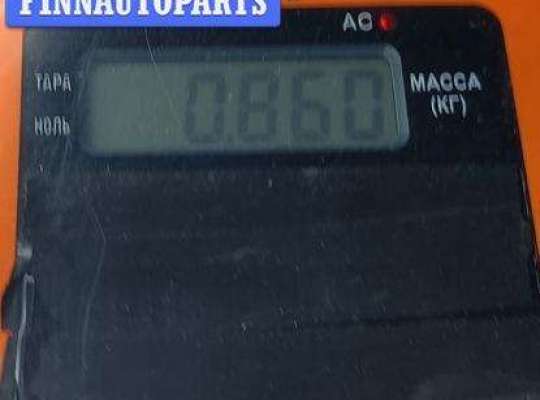 FINNAUTOPARTS
AC
ТАРА
0.860
МАССА
(КГ)
НОЛЬ